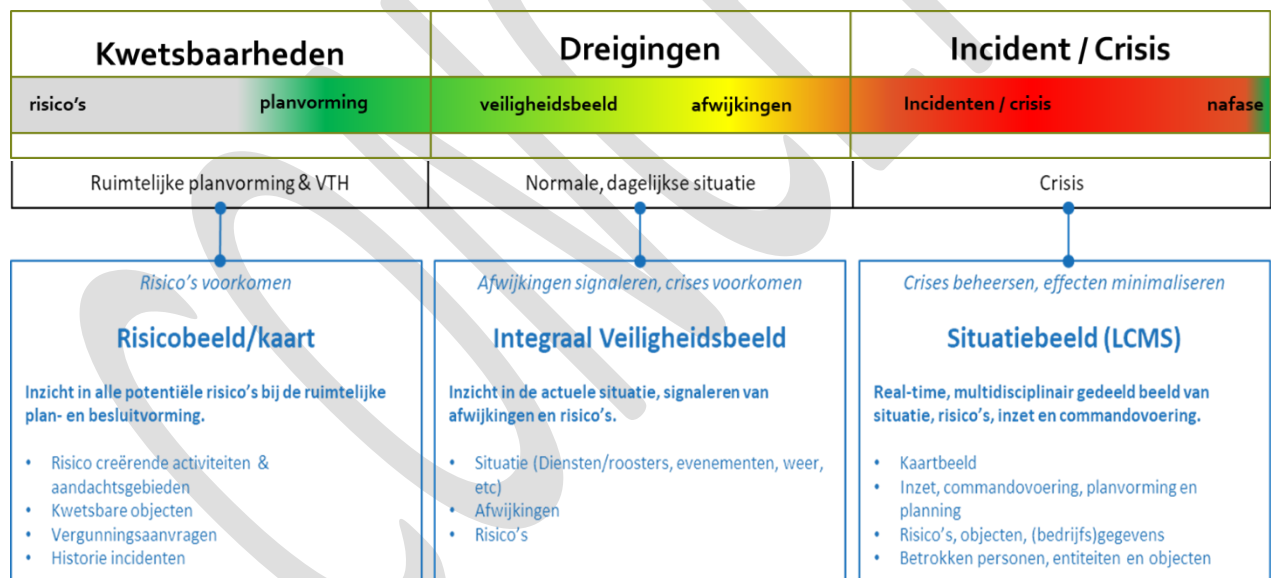 Kwetsbaarheden
Dreigingen
Incident / Crisis
risico's
planvorming
veiligheidsbeeld
afwijkingen
Incidenten / crisis
nafase
Ruimtelijke planvorming & VTH
Normale, dagelijkse situatie
Crisis
Risico's voorkomen
Risicobeeld/kaart
Inzicht in alle potentiële risico's bij de ruimtelijke
plan- en besluitvorming.
• Risico creërende activiteiten &
aandachtsgebieden
• Kwetsbare objecten
• Vergunningsaanvragen
• Historie incidenten
Afwijkingen signaleren, crises voorkomen
Integraal Veiligheidsbeeld
Inzicht in de actuele situatie, signaleren van
afwijkingen en risico's.
• Situatie (Diensten/roosters, evenementen, weer,
etc)
• Afwijkingen
• Risico's
Crises beheersen, effecten minimaliseren
Situatiebeeld (LCMS)
Real-time, multidisciplinair gedeeld beeld van
situatie, risico's, inzet en commandovoering.
• Kaartbeeld
• Inzet, commandovoering, planvorming en
planning
• Risico's, objecten, (bedrijfs)gegevens
• Betrokken personen, entiteiten en objecten